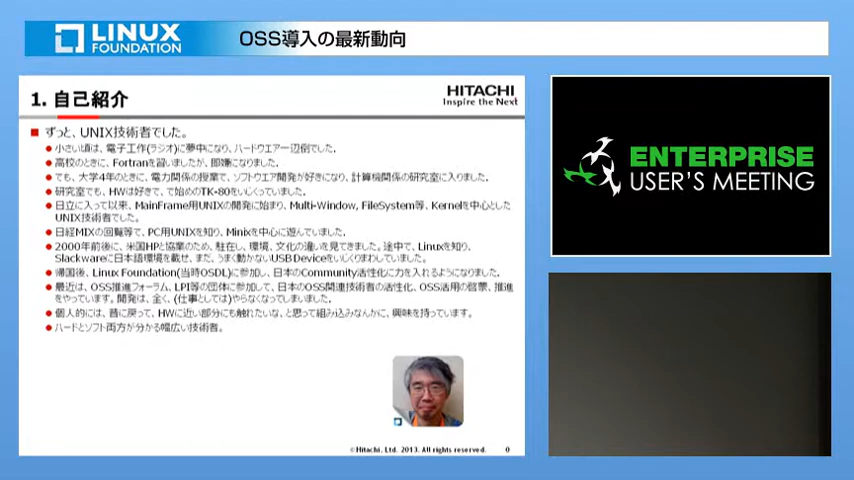 LINUX
FOUNDATION
OSS導入の最新動向
1. 自己紹介
HITACHI
Inspire the Next
ずっと、UNIX技術者でした。
小さい頃は、電子工作(ラジオ)に夢中になり、ハードウエア一辺倒でした。
高校のときに、Fortranを習いましたが、即嫌になりました。
でも、大学4年のときに、電力関係の授業で、ソフトウエア開発が好きになり、計算機関係の研究室に入りました。
研究室でも、HWは好きで、で始めのTK-80をいじくっていました。
日立に入って以来、MainFrame用UNIXの開発に始まり、Multi-Window, FileSystem等、Kernelを中心とした
UNIX技術者でした。
日経MIXの回覧等で、PC用UNIXを知り、Minixを中心に遊んでいました。
2000年前後に、米国HPと協業のため、駐在し、環境、文化の違いを見てきました。途中で、Linuxを知り、
Slackwareに日本語環境を載せ、まだ、うまく動かないUSB Deviceをいじくりまわしていました。
帰国後、Linux Foundation(当時OSDL)に参加し、日本のCommunity活性化に力を入れるようになりました。
最近は、OSS推進フォーラム、LPI等の団体に参加して、日本のOSS関連技術者の活性化、OSS活用の啓蒙、推進
をやっています。開発は、全く、(仕事としては)やらなくなってしまいました。
個人的には、昔に戻って、HWに近い部分にも触れたいな、と思って組み込みなんかに、興味を持っています。
ハードとソフト両方が分かる幅広い技術者。
©Hitachi, Ltd. 2013. All rights reserved.
0
ENTERPRISE
USER'S MEETING